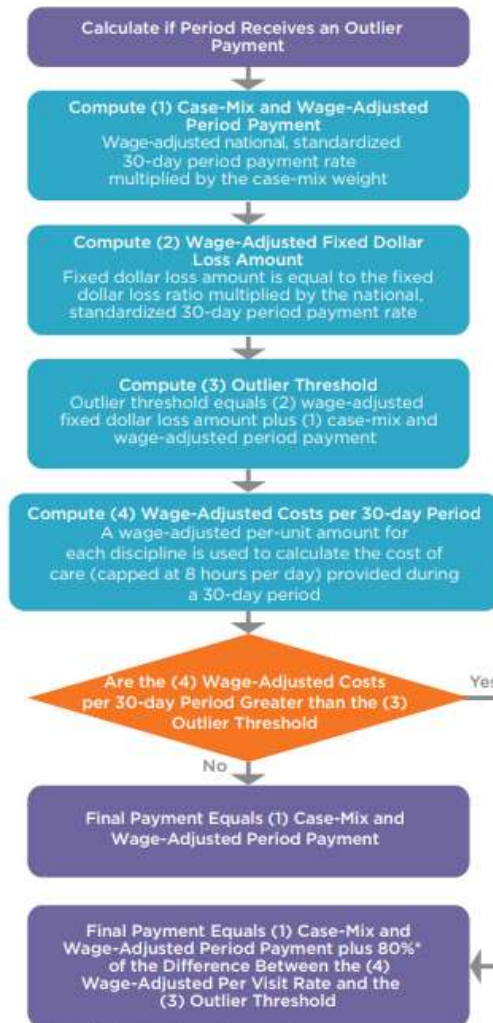 Calculate if Period Receives an Outlier
Payment
Compute (1) Case-Mix and Wage-Adjusted
Period Payment
Wage-adjusted national, standardized
30-day period payment rate
multiplied by the case-mix weight
Compute (2) Wage-Adjusted Fixed Dollar
Loss Amount
Fixed dollar loss amount is equal to the fixed
dollar loss ratio multiplied by the national,
standardized 30-day period payment rate
Compute (3) Outlier Threshold
Outlier threshold equals (2) wage-adjusted
fixed dollar loss amount plus (1) case-mix and
wage-adjusted period payment
Compute (4) Wage-Adjusted Costs per 30-day Period
A wage-adjusted per-unit amount for
each discipline is used to calculate the cost of
care (capped at 8 hours per day) provided during
a 30-day period
Are the (4) Wage-Adjusted Costs
per 30-day Period Greater than the (3)
Outlier Threshold
Yes
No
Final Payment Equals (1) Case-Mix and
Wage-Adjusted Period Payment
Final Payment Equals (1) Case-Mix and
Wage-Adjusted Period Payment plus 80%*
of the Difference Between the (4)
Wage-Adjusted Per Visit Rate and the
(3) Outlier Threshold